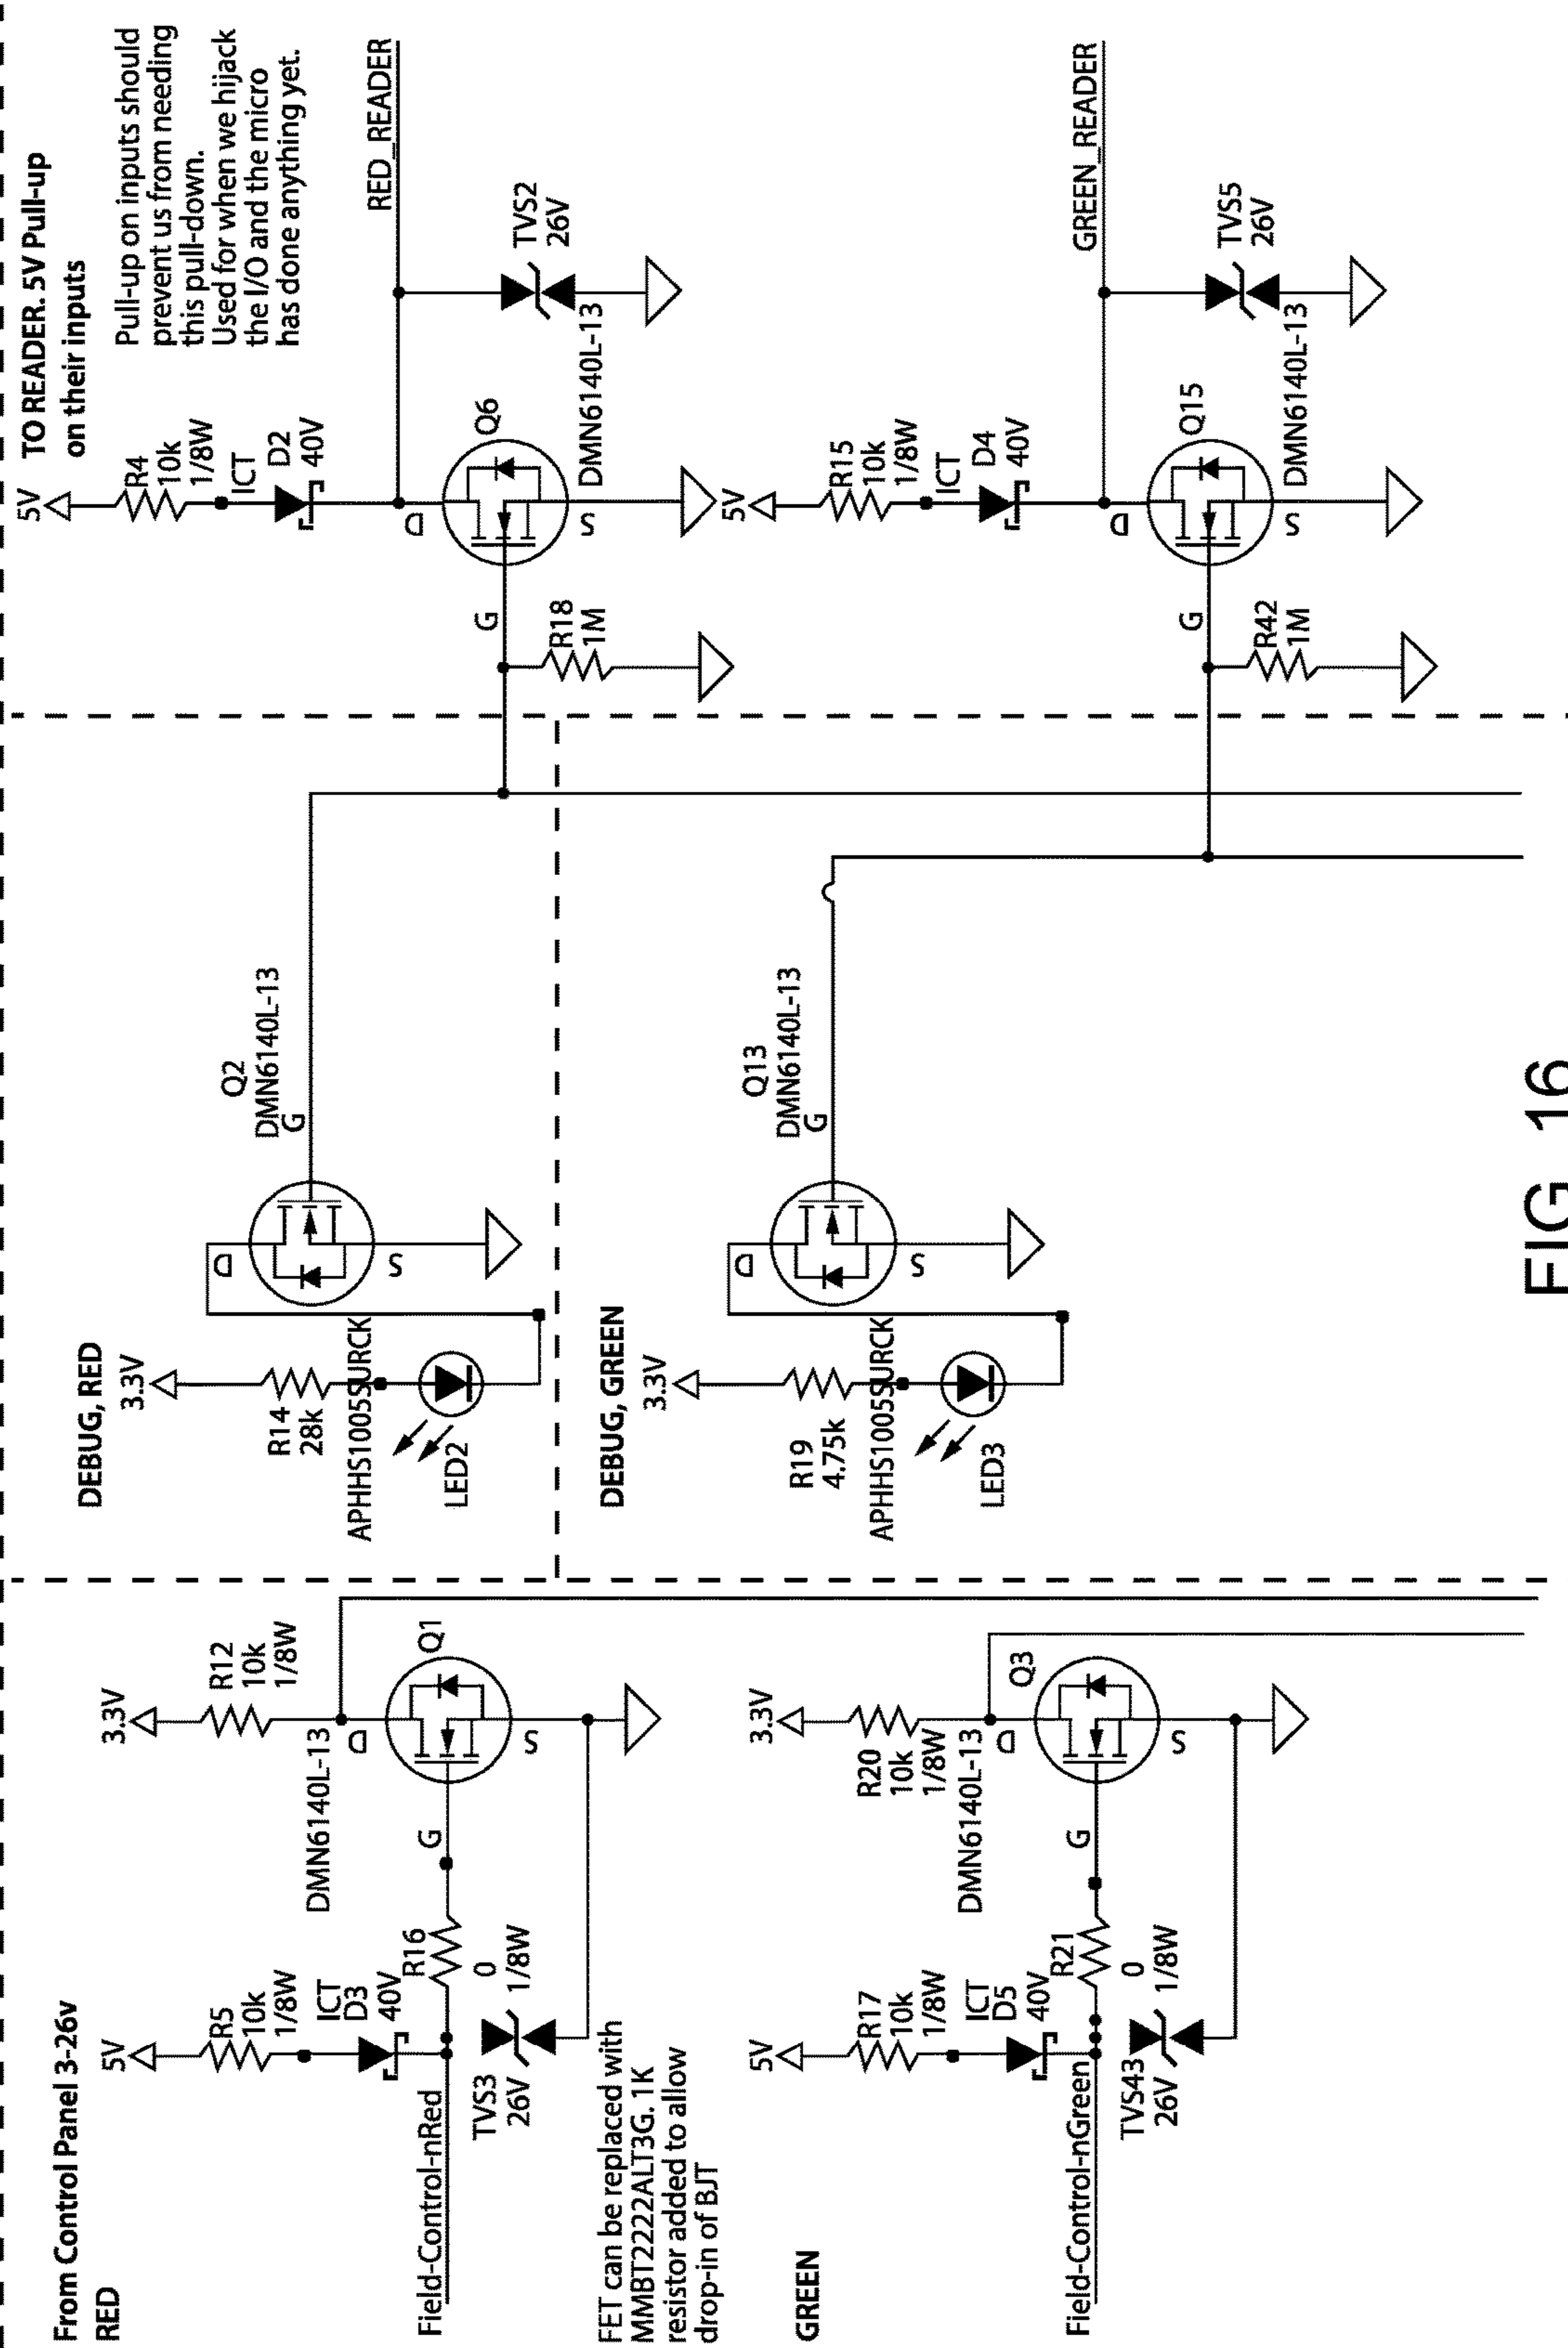 From Control Panel 3-26v
RED
5V
R5
10k
1/8W
ICT
D3
40V
Field-Control-nRed
R16
0
1/8W
TVS3
26V
3.3V
R12
10k
1/8W
DMN6140L-13
D
G
S
Q1
FET can be replaced with
MMBT2222ALT3G. 1K
resistor added to allow
drop-in of BJT
GREEN
5V
R17
10k
1/8W
ICT
D5
40V
Field-Control-nGreen
R21
0
1/8W
TVS43
26V
3.3V
R20
10k
1/8W
DMN6140L-13
D
G
S
Q3
DEBUG, RED
3.3V
R14
28k
APHHS1005SURCK
LED2
D
S
Q2
DMN6140L-13
G
DEBUG, GREEN
3.3V
R19
4.75k
APHHS1005SURCK
LED3
D
S
Q13
DMN6140L-13
G
TO READER. 5V Pull-up
on their inputs
Pull-up on inputs should
prevent us from needing
this pull-down.
Used for when we hijack
the I/O and the micro
has done anything yet.
5V
R4
10k
1/8W
ICT
D2
40V
RED_READER
D
Q6
G
S
DMN6140L-13
R18
1M
TVS2
26V
5V
R15
10k
1/8W
ICT
D4
40V
GREEN_READER
D
Q15
G
S
DMN6140L-13
R42
1M
TVS5
26V
FIG 16